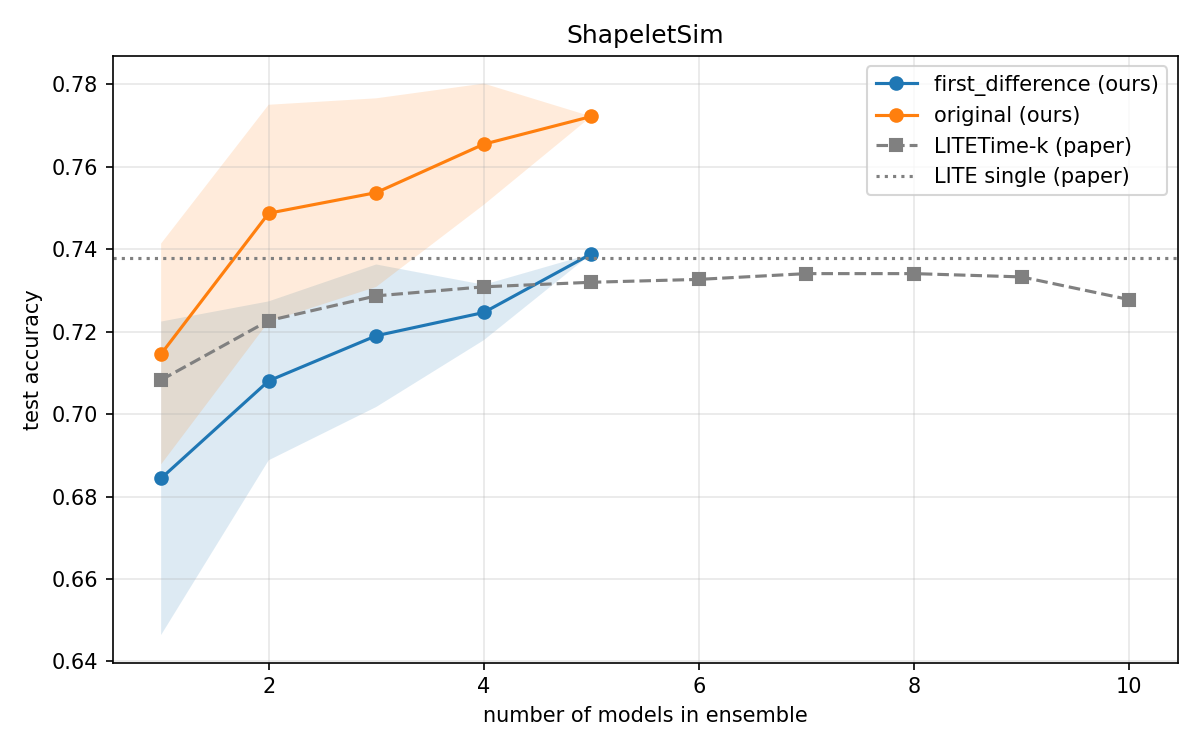 ShapeletSim
first_difference (ours)
original (ours)
LITETime-k (paper)
LITE single (paper)
0.78
0.76
0.74
0.72
0.70
0.68
0.66
0.64
test accuracy
2
4
6
8
10
number of models in ensemble